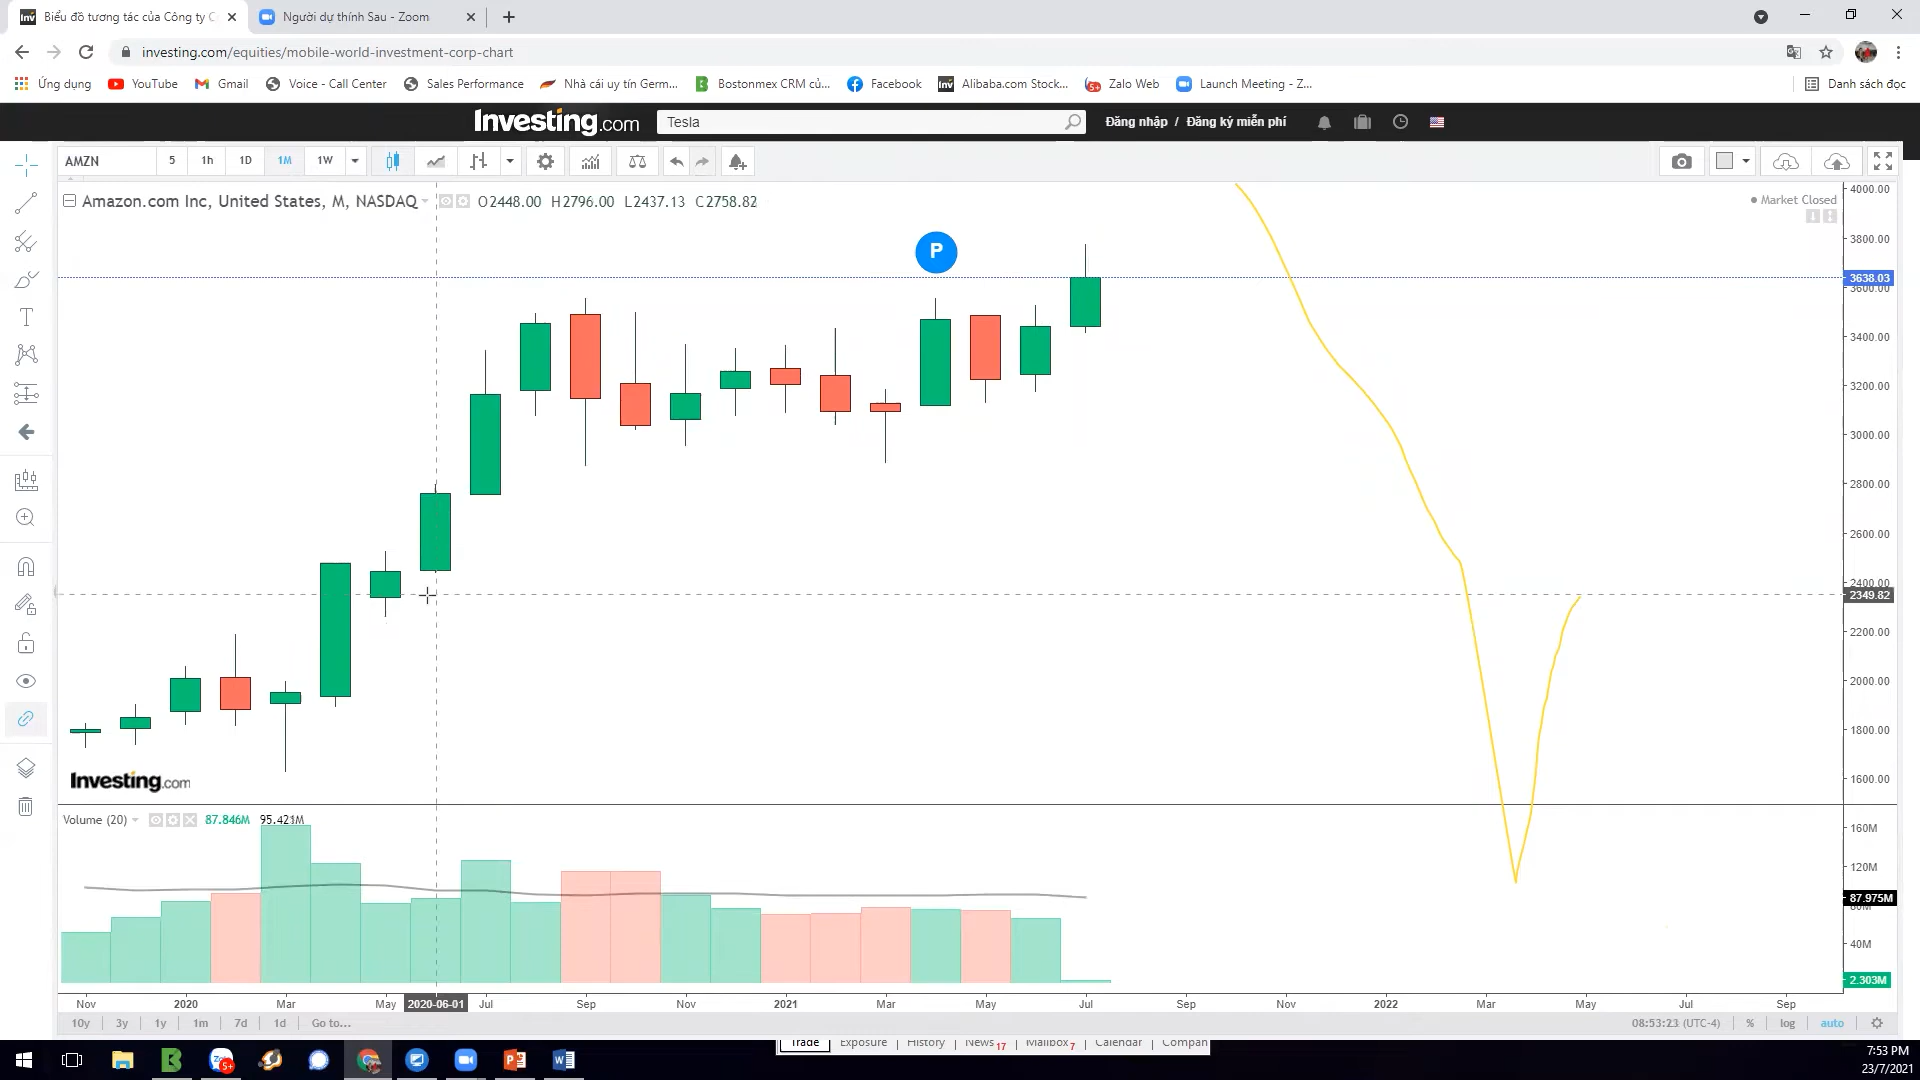 Biểu đồ tương tác của Công ty C
Người dự thính Sau - Zoom
investing.com/equities/mobile-world-investment-corp-chart
Ứng dụng
YouTube
Gmail
Voice - Call Center
Sales Performance
Nhà cái uy tín Germ...
Bostonmex CRM củ...
Facebook
Alibaba.com Stock...
Zalo Web
Launch Meeting - Z...
Danh sách đọc
Investing.com
Tesla
Đăng nhập / Đăng ký miễn phí
AMZN
5
1h
1D
1M
1W
Amazon.com Inc, United States, M, NASDAQ
O2448.00 H2796.00 L2437.13 C2758.82
Market Closed
P
4000.00
3800.00
3638.03
3600.00
3400.00
3200.00
3000.00
2800.00
2600.00
2400.00
2349.82
2200.00
2000.00
1800.00
1600.00
Investing.com
Volume (20)
87.846M
95.421M
160M
120M
87.975M
80M
40M
2.303M
Nov
2020
Mar
May
2020-06-01
Jul
Sep
Nov
2021
Mar
May
Jul
Sep
Nov
2022
Mar
May
Jul
Sep
10y
3y
1y
1m
7d
1d
Go to...
08:53:23 (UTC-4)
%
log
auto
Trade
Exposure
History
News 17
Mailbox 7
Calendar
Compan
7:53 PM
23/7/2021